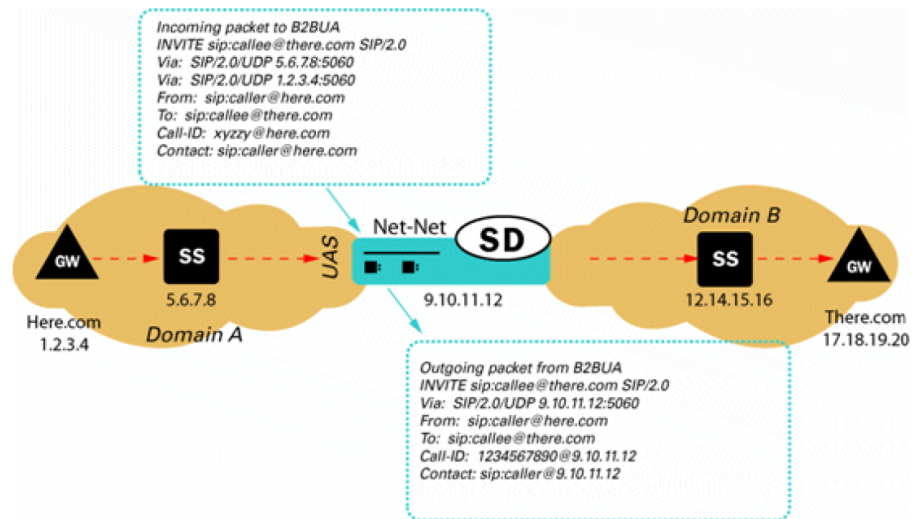 Incoming packet to B2BUA
INVITE sip:callee@there.com SIP/2.0
Via: SIP/2.0/UDP 5.6.7.8:5060
Via: SIP/2.0/UDP 1.2.3.4:5060
From: sip:caller@here.com
To: sip:callee@there.com
Call-ID: xyzzy@here.com
Contact: sip:caller@here.com
GW
Here.com
1.2.3.4
SS
5.6.7.8
Domain A
UAS
Net-Net
SD
9.10.11.12
Domain B
SS
12.14.15.16
GW
There.com
17.18.19.20
Outgoing packet from B2BUA
INVITE sip:callee@there.com SIP/2.0
Via: SIP/2.0/UDP 9.10.11.12:5060
From: sip:caller@here.com
To: sip:callee@there.com
Call-ID: 1234567890@9.10.11.12
Contact: sip:caller@9.10.11.12